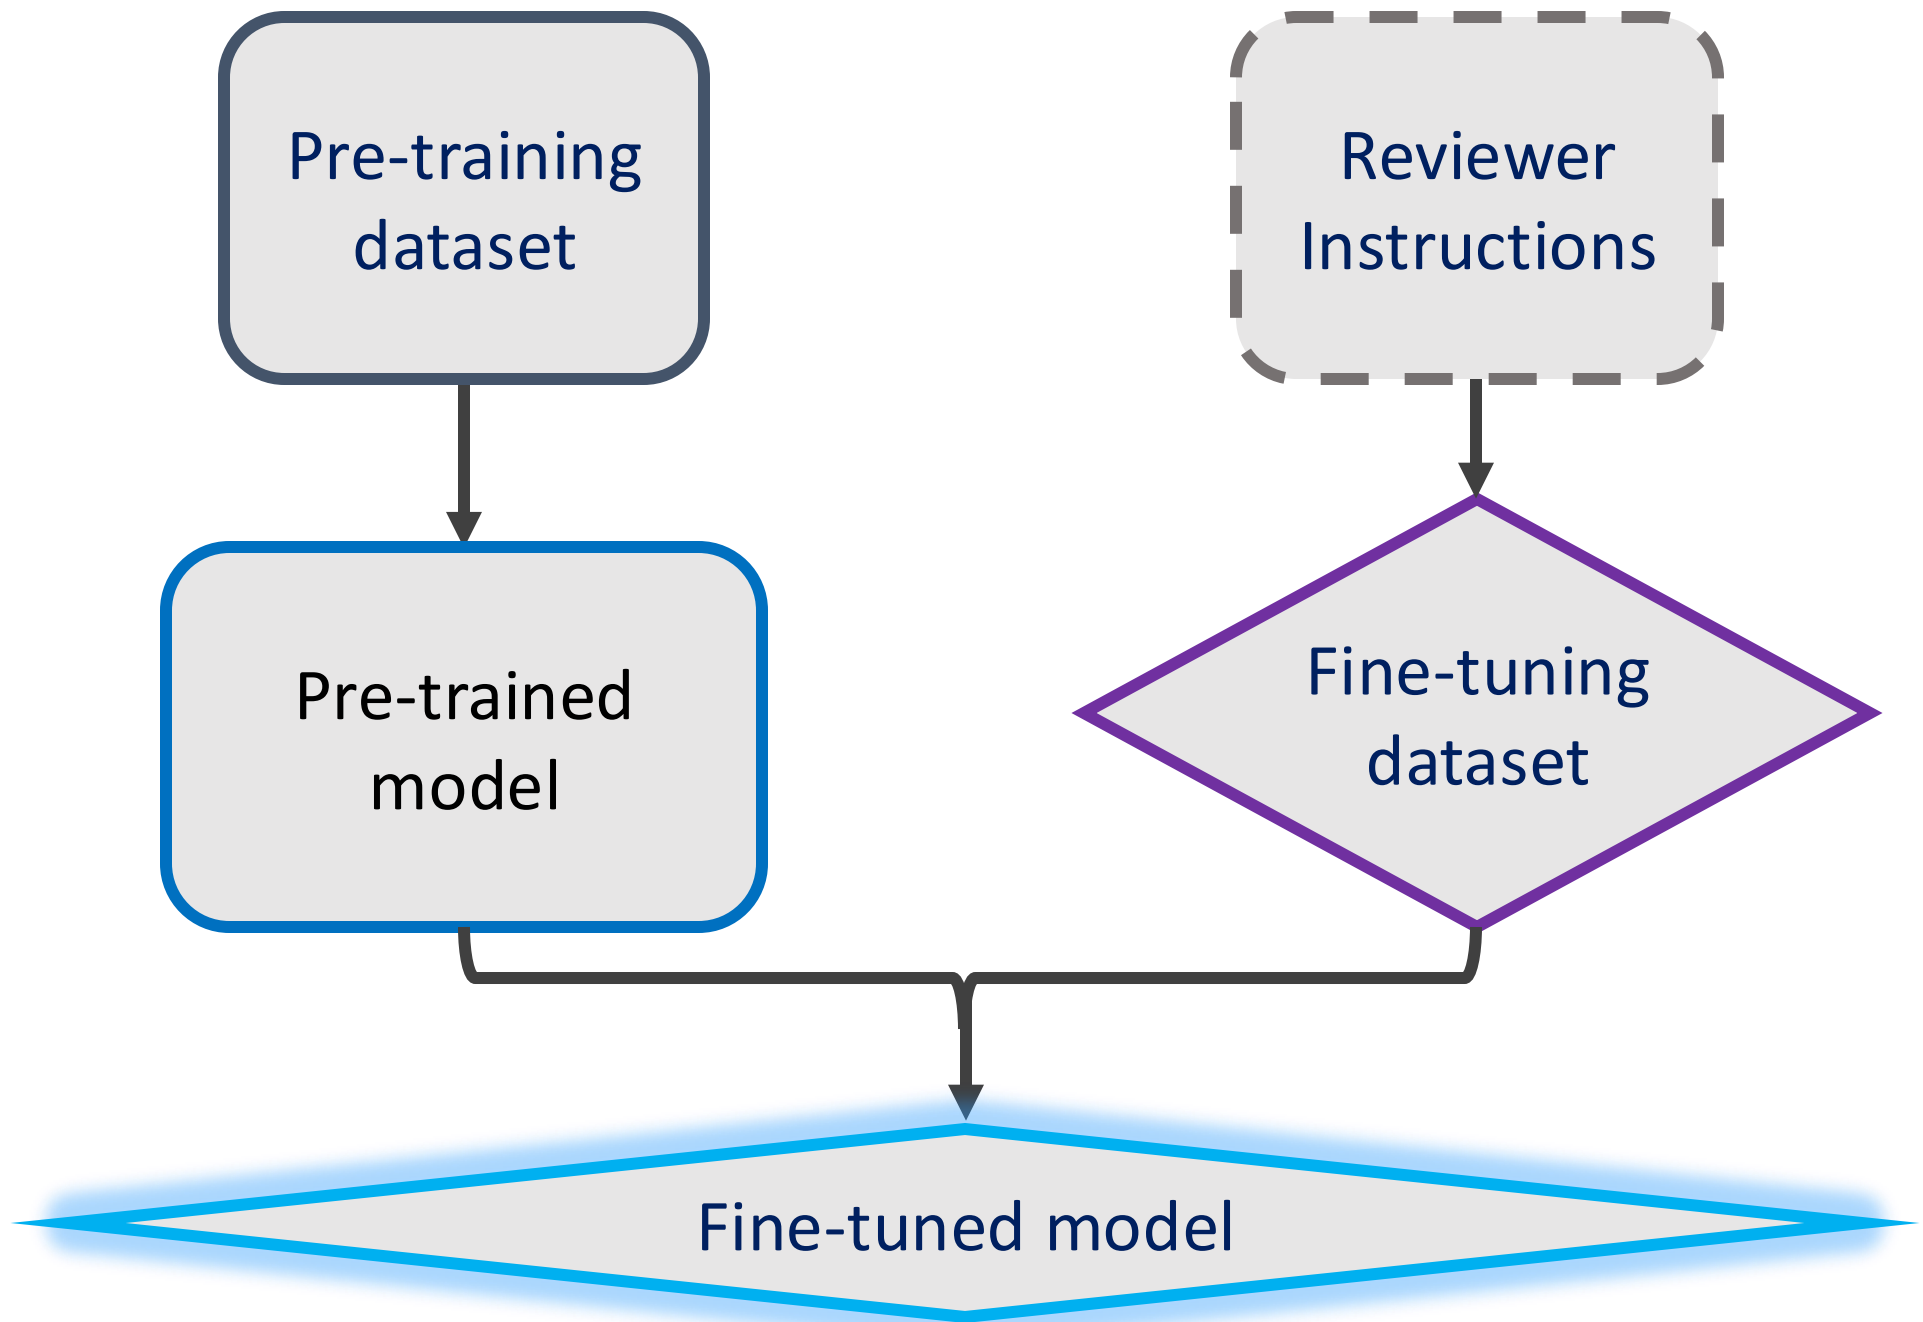 Pre-training
dataset
Reviewer
Instructions
Pre-trained
model
Fine-tuning
dataset
Fine-tuned model